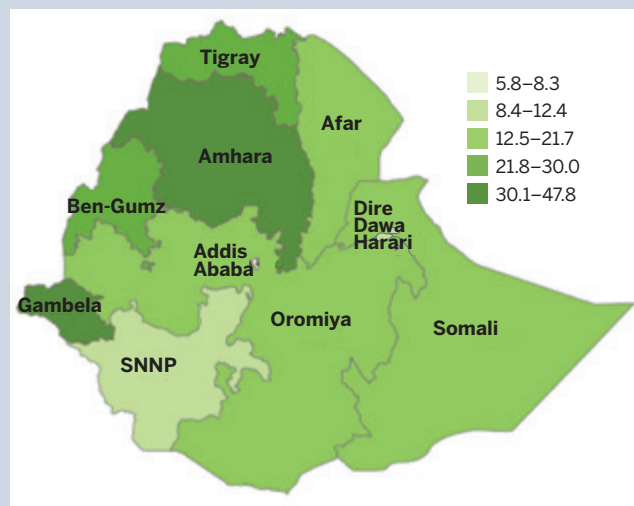 Tigray
Afar
Amhara
Ben-Gumz
Dire
Dawa
Harari
Addis
Ababa
Gambela
Oromiya
Somali
SNNP
5.8–8.3
8.4–12.4
12.5–21.7
21.8–30.0
30.1–47.8